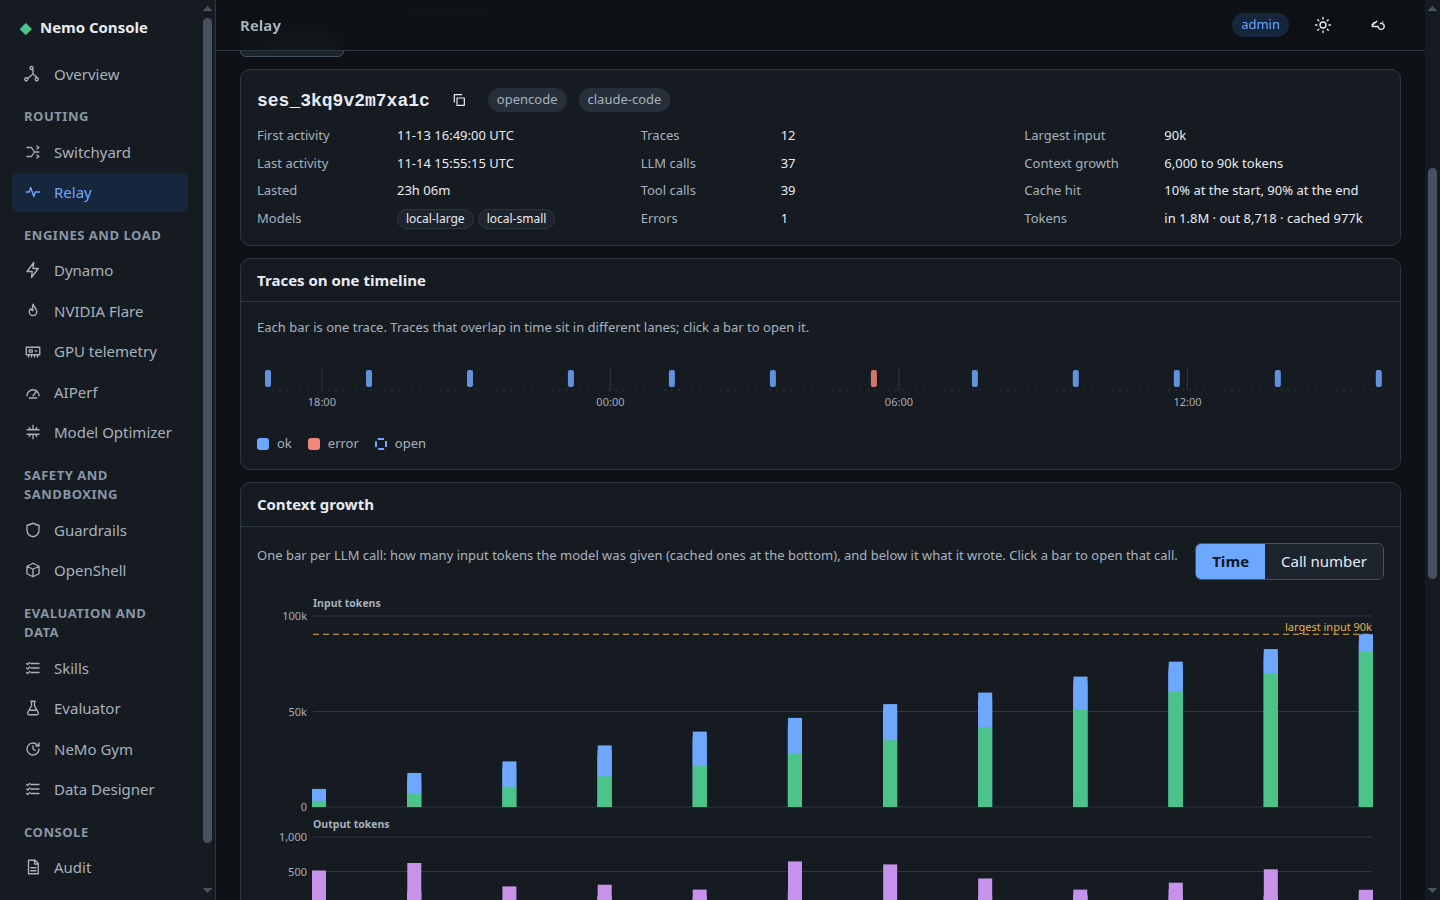 Nemo Console
Overview
ROUTING
Switchyard
Relay
ENGINES AND LOAD
Dynamo
NVIDIA Flare
GPU telemetry
AIPerf
Model Optimizer
SAFETY AND
SANDBOXING
Guardrails
OpenShell
EVALUATION AND
DATA
Skills
Evaluator
NeMo Gym
Data Designer
CONSOLE
Audit
Relay
admin
ses_3kq9v2m7xa1c
opencode
claude-code
First activity 11-13 16:49:00 UTC Traces 12 Largest input 90k
Last activity 11-14 15:55:15 UTC LLM calls 37 Context growth 6,000 to 90k tokens
Lasted 23h 06m Tool calls 39 Cache hit 10% at the start, 90% at the end
Models local-large local-small Errors 1 Tokens in 1.8M · out 8,718 · cached 977k
Traces on one timeline
Each bar is one trace. Traces that overlap in time sit in different lanes; click a bar to open it.
18:00 00:00 06:00 12:00
ok error open
Context growth
One bar per LLM call: how many input tokens the model was given (cached ones at the bottom), and below it what it wrote. Click a bar to open that call.
Time Call number
Input tokens
100k
largest input 90k
50k
0
Output tokens
1,000
500